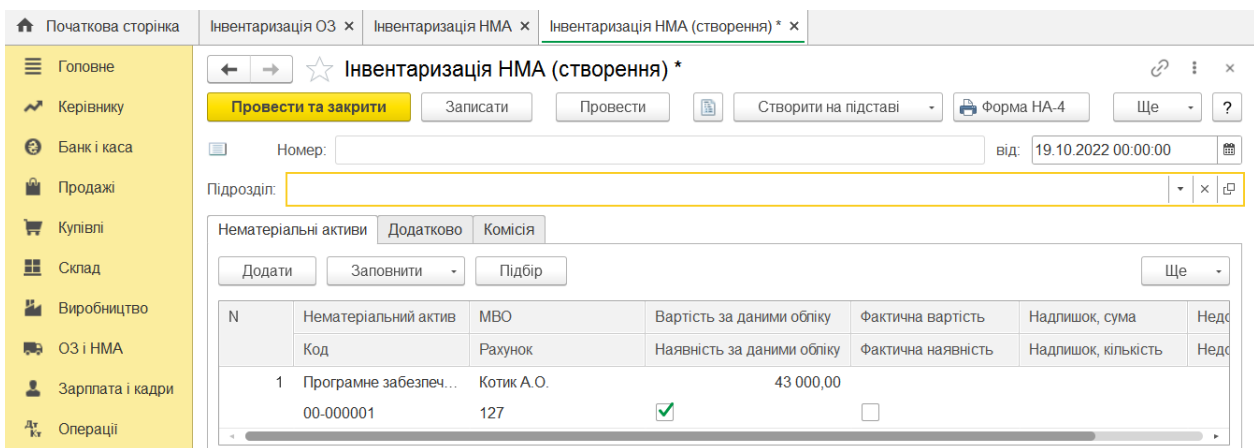 Початкова сторінка Інвентаризація ОЗ × Інвентаризація НМА × Інвентаризація НМА (створення) * ×
Головне
Керівнику
Банк і каса
Продажі
Купівлі
Склад
Виробництво
ОЗ і НМА
Зарплата і кадри
Операції
Інвентаризація НМА (створення) *
Провести та закрити Записати Провести Створити на підставі Форма НА-4 Ще ?
Номер: від: 19.10.2022 00:00:00
Підрозділ:
Нематеріальні активи Додатково Комісія
Додати Заповнити Підбір Ще
N Нематеріальний актив МВО Вартість за даними обліку Фактична вартість Надлишок, сума Недо
Код Рахунок Наявність за даними обліку Фактична наявність Надлишок, кількість Недо
1 Програмне забезпеч... Котик А.О. 43 000,00
00-000001 127